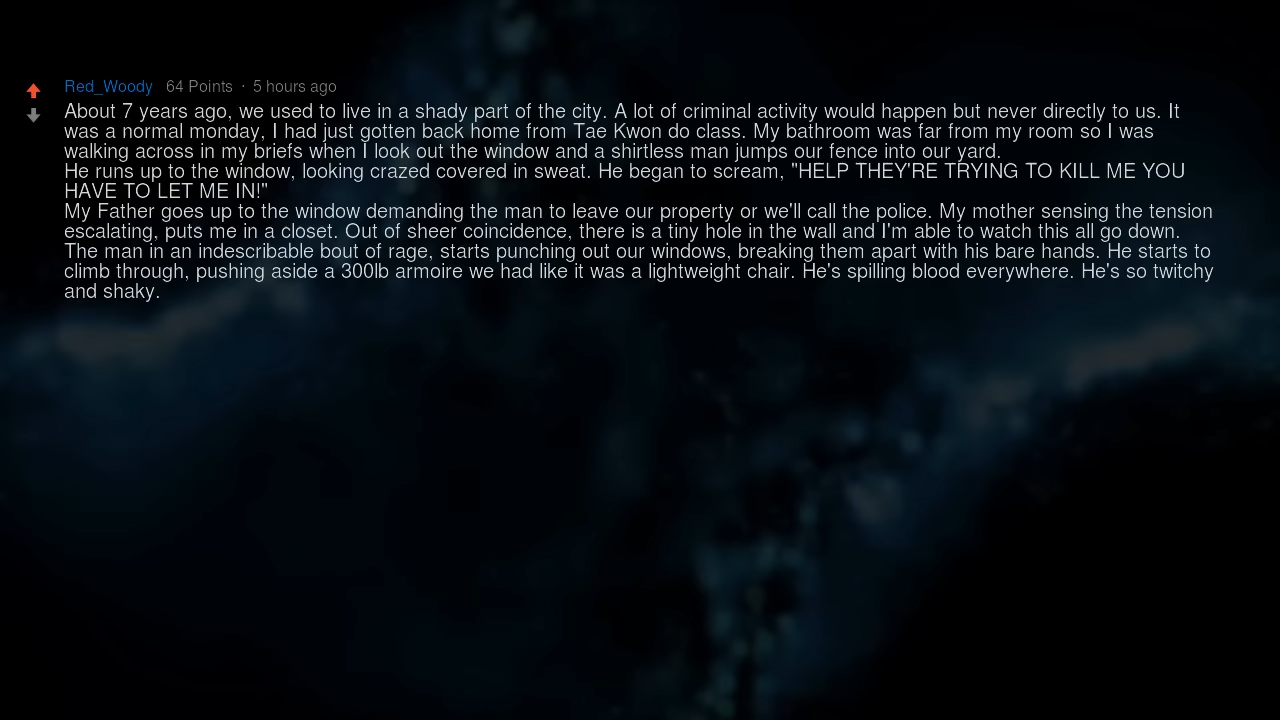 Red_Woody 64 Points · 5 hours ago
About 7 years ago, we used to live in a shady part of the city. A lot of criminal activity would happen but never directly to us. It
was a normal monday, I had just gotten back home from Tae Kwon do class. My bathroom was far from my room so I was
walking across in my briefs when I look out the window and a shirtless man jumps our fence into our yard.
He runs up to the window, looking crazed covered in sweat. He began to scream, "HELP THEY'RE TRYING TO KILL ME YOU
HAVE TO LET ME IN!"
My Father goes up to the window demanding the man to leave our property or we'll call the police. My mother sensing the tension
escalating, puts me in a closet. Out of sheer coincidence, there is a tiny hole in the wall and I'm able to watch this all go down.
The man in an indescribable bout of rage, starts punching out our windows, breaking them apart with his bare hands. He starts to
climb through, pushing aside a 300lb armoire we had like it was a lightweight chair. He's spilling blood everywhere. He's so twitchy
and shaky.